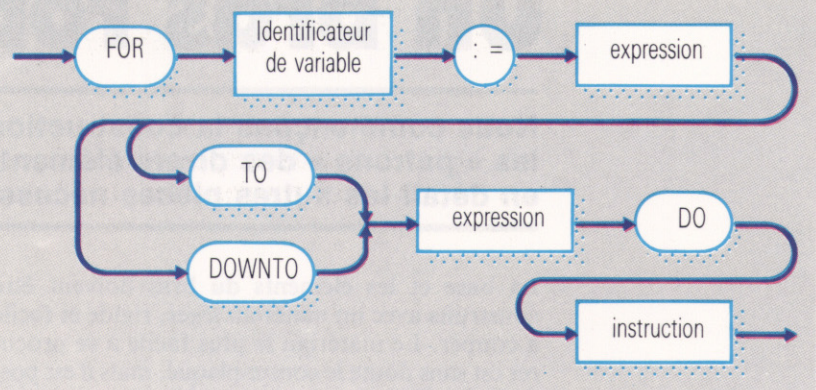 FOR
Identificateur
de variable
: =
expression
TO
DOWNTO
expression
DO
instruction